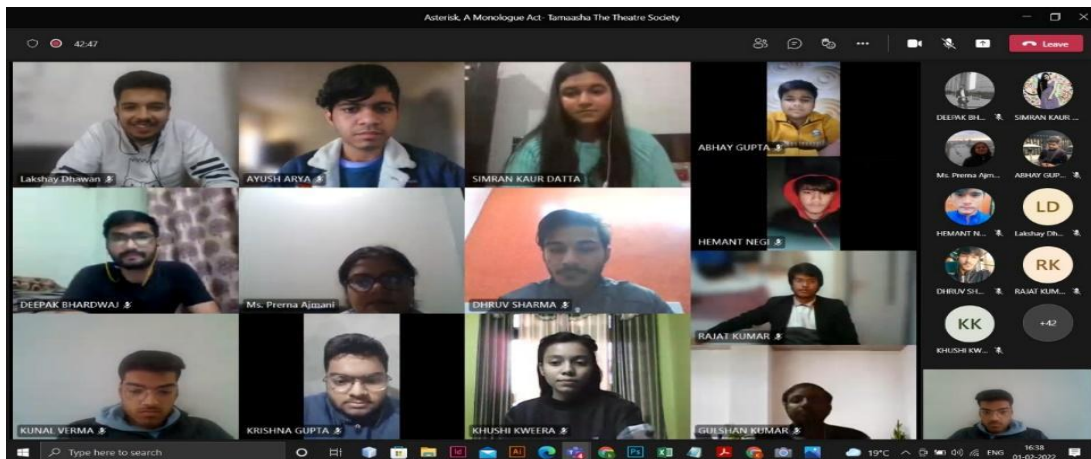 Asterisk, A Monologue Act- Tamaasha The Theatre Society
42:47
Leave
Lakshay Dhawan
AYUSH ARYA
SIMRAN KAUR DATTA
ABHAY GUPTA
HEMANT NEGI
DEEPAK BHARDWAJ
Ms. Prerna Ajmani
DHRUV SHARMA
RAJAT KUMAR
KUNAL VERMA
KRISHNA GUPTA
KHUSHI KWEERA
GULSHAN KUMAR
DEEPAK BH...
SIMRAN KAUR ...
Ms. Prerna Ajm...
ABHAY GUP...
LD
HEMANT N...
Lakshay Dh...
RK
DHRUV SH...
RAJAT KUM...
KK
+42
KHUSHI KW...
Type here to search
19°C
ENG
16:38
01-02-2022